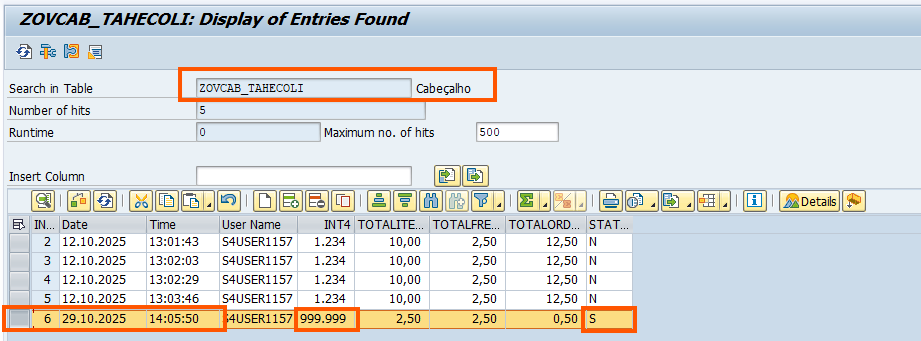 ZOVCAB_TAHECOLI: Display of Entries Found
Search in Table ZOVCAB_TAHECOLI Cabeçalho
Number of hits 5
Runtime 0 Maximum no. of hits 500
Insert Column
Details
IN... Date Time User Name INT4 TOTALITE... TOTALFRE... TOTALORD... STAT...
2 12.10.2025 13:01:43 S4USER1157 1.234 10,00 2,50 12,50 N
3 12.10.2025 13:02:03 S4USER1157 1.234 10,00 2,50 12,50 N
4 12.10.2025 13:02:29 S4USER1157 1.234 10,00 2,50 12,50 N
5 12.10.2025 13:03:46 S4USER1157 1.234 10,00 2,50 12,50 N
6 29.10.2025 14:05:50 S4USER1157 999.999 2,50 2,50 0,50 S